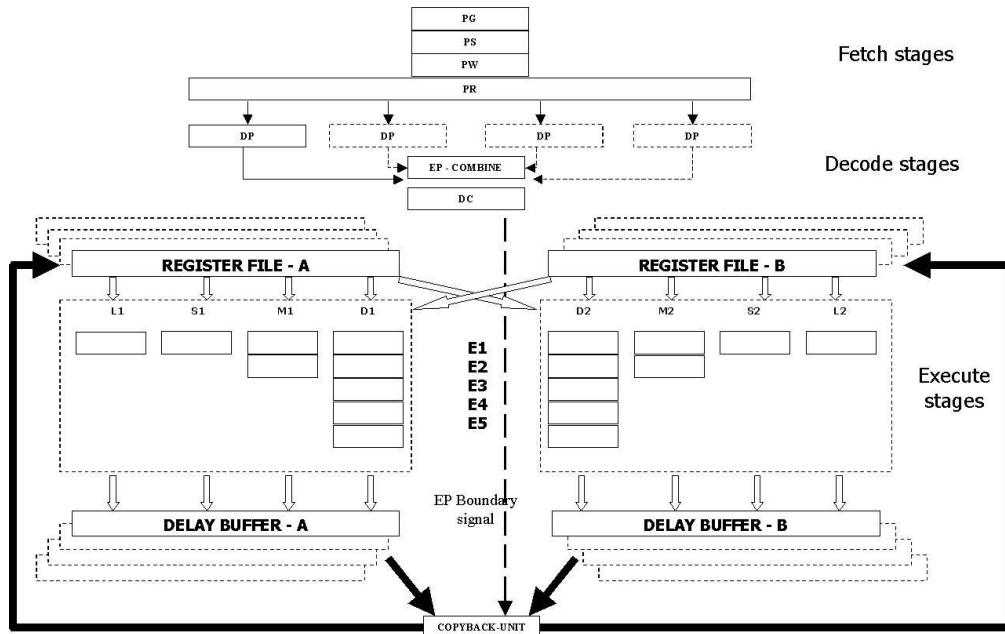 PG
PS
PW
PR
Fetch stages
DP DP DP DP
EP - COMBINE
Decode stages
DC
REGISTER FILE - A
REGISTER FILE - B
L1 S1 M1 D1
D2 M2 S2 L2
E1
E2
E3
E4
E5
Execute
stages
EP Boundary
signal
DELAY BUFFER - A
DELAY BUFFER - B
COPYBACK-UNIT